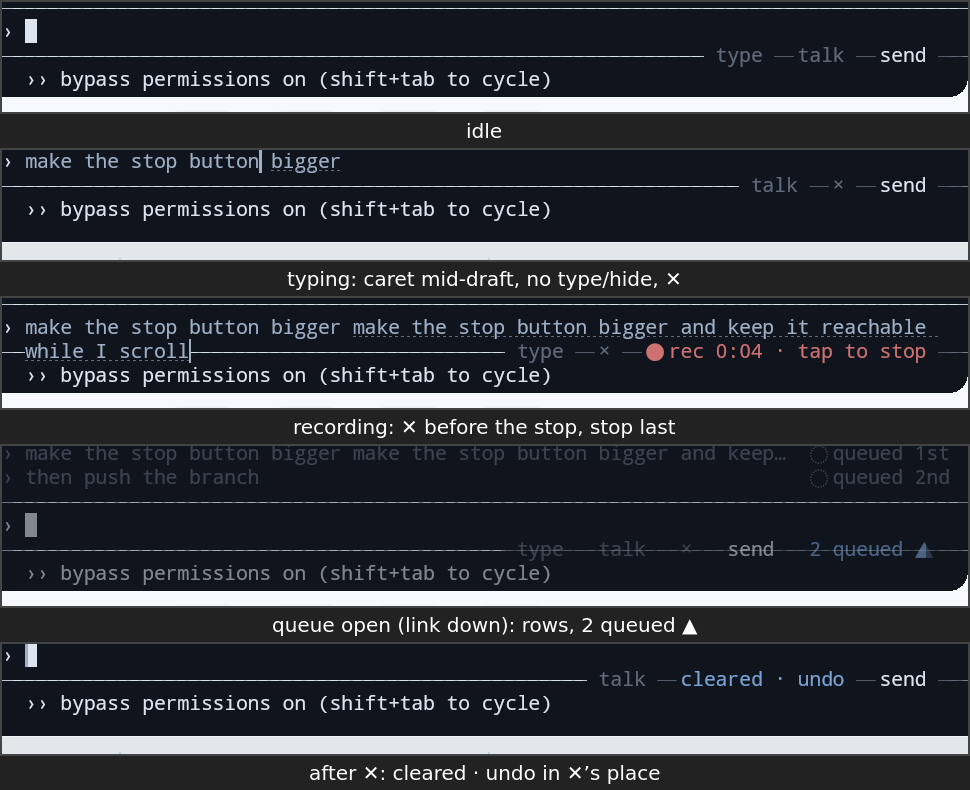 ›
type — talk — send
›› bypass permissions on (shift+tab to cycle)
idle
› make the stop button bigger
talk — × — send
›› bypass permissions on (shift+tab to cycle)
typing: caret mid-draft, no type/hide, ✕
› make the stop button bigger make the stop button bigger and keep it reachable
while I scroll type — × — rec 0:04 · tap to stop
›› bypass permissions on (shift+tab to cycle)
recording: ✕ before the stop, stop last
› make the stop button bigger make the stop button bigger and keep… queued 1st
› then push the branch queued 2nd
›
type — talk — × — send — 2 queued ▲
›› bypass permissions on (shift+tab to cycle)
queue open (link down): rows, 2 queued ▲
›
talk — cleared · undo — send
›› bypass permissions on (shift+tab to cycle)
after ✕: cleared · undo in ✕’s place